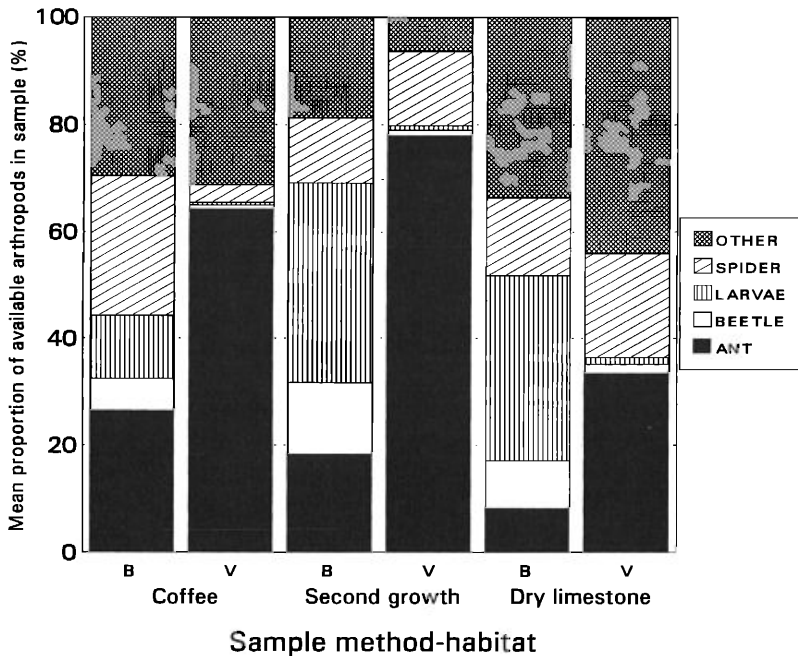 Mean proportion of available arthropods in sample (%)
100
80
60
40
20
0
B V B V B V
Coffee Second growth Dry limestone
Sample method-habitat
OTHER
SPIDER
LARVAE
BEETLE
ANT